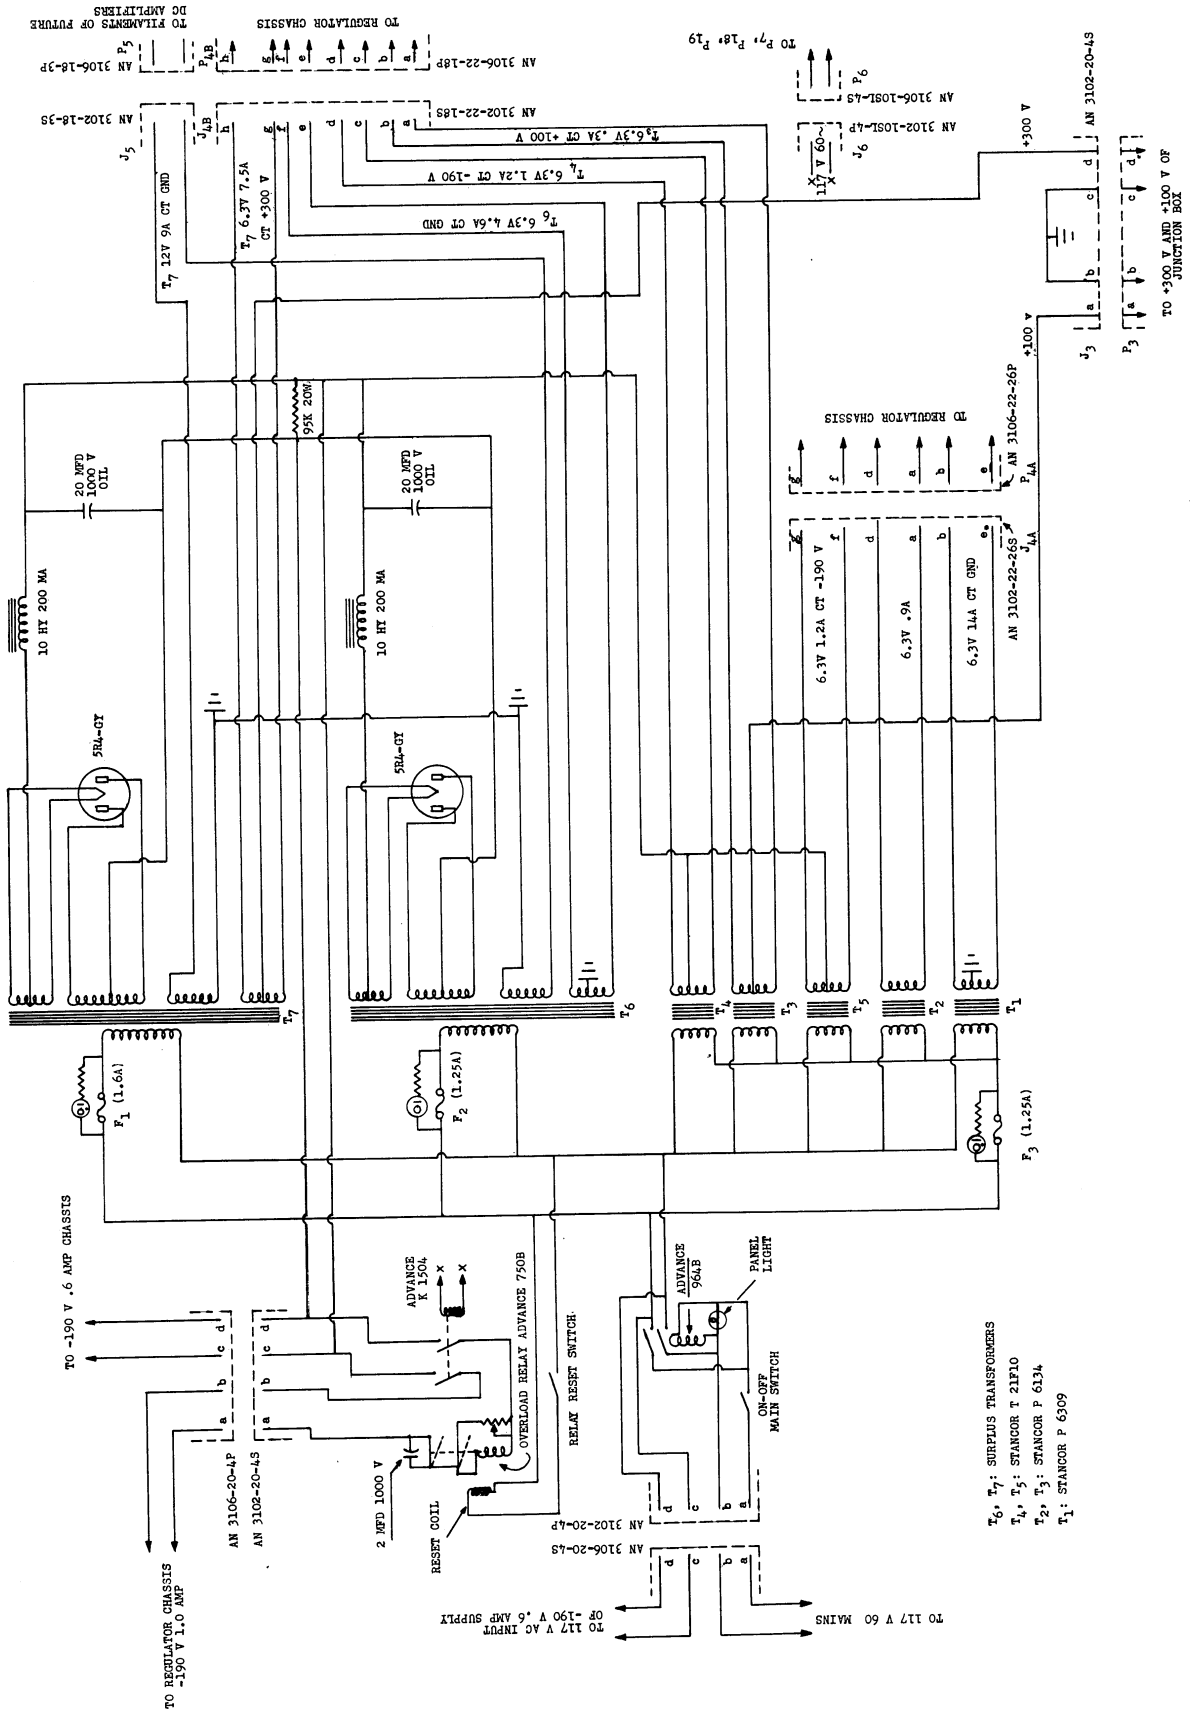 TO FILAMENTS OF FUTURE
DC AMPLIFIERS
P5
AN 3106-18-3P
TO REGULATOR CHASSIS
P4B
h
g
f
e
d
c
b
a
AN 3106-22-18P
TO P7, P18, P19
P6
AN 3106-10SL-4S
AN 3102-18-3S
J5
J4B
h
g
f
e
d
c
b
a
AN 3102-22-18S
AN 3102-10SL-4P
J6
117 V 60~
X
X
T7 12V 9A CT GND
T7 6.3V 7.5A
CT +300 V
T6 6.3V 4.6A CT GND
T4 6.3V 1.2A CT -190 V
T3 6.3V .3A CT +100 V
+300 V
AN 3102-20-4S
d
c
b
a
J3
d
c
b
a
P3
TO +300 V AND +100 V OF
JUNCTION BOX
+100 V
20 MFD
1000 V
OIL
95K 20W
20 MFD
1000 V
OIL
10 HY 200 MA
10 HY 200 MA
5R4-GY
5R4-GY
TO REGULATOR CHASSIS
AN 3106-22-26P
P4A
g
f
d
a
b
e
g
f
d
a
b
e
J4A
AN 3102-22-26S
6.3V 1.2A CT -190 V
6.3V .9A
6.3V 14A CT GND
T7
T6
T4
T3
T5
T2
T1
F1 (1.6A)
F2 (1.25A)
F3 (1.25A)
TO -190 V .6 AMP CHASSIS
TO REGULATOR CHASSIS
-190 V 1.0 AMP
d
c
b
a
AN 3106-20-4P
d
c
b
a
AN 3102-20-4S
ADVANCE
K 1504
X
X
2 MFD 1000 V
OVERLOAD RELAY ADVANCE 750B
RESET COIL
RELAY RESET SWITCH
ADVANCE
964B
PANEL
LIGHT
ON-OFF
MAIN SWITCH
AN 3102-20-4P
d
c
b
a
AN 3106-20-4S
d
c
b
a
TO 117 V AC INPUT
OF -190 V .6 AMP SUPPLY
TO 117 V 60 MAINS
T6, T7: SURPLUS TRANSFORMERS
T4, T5: STANCOR T 21F10
T2, T3: STANCOR P 6134
T1: STANCOR P 6309